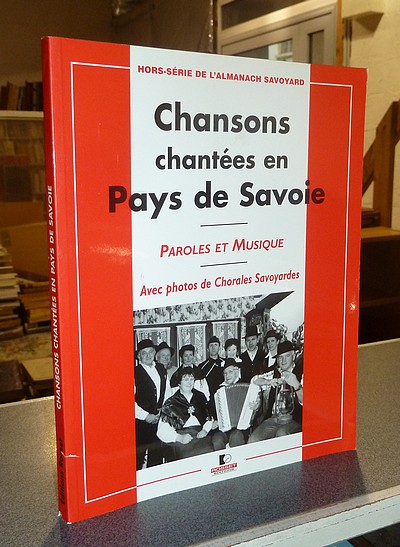 HORS-SÉRIE DE L'ALMANACH SAVOYARD
Chansons
chantées en
Pays de Savoie
PAROLES ET MUSIQUE
Avec photos de Chorales Savoyardes
CHANSONS CHANTÉES EN PAYS DE SAVOIE